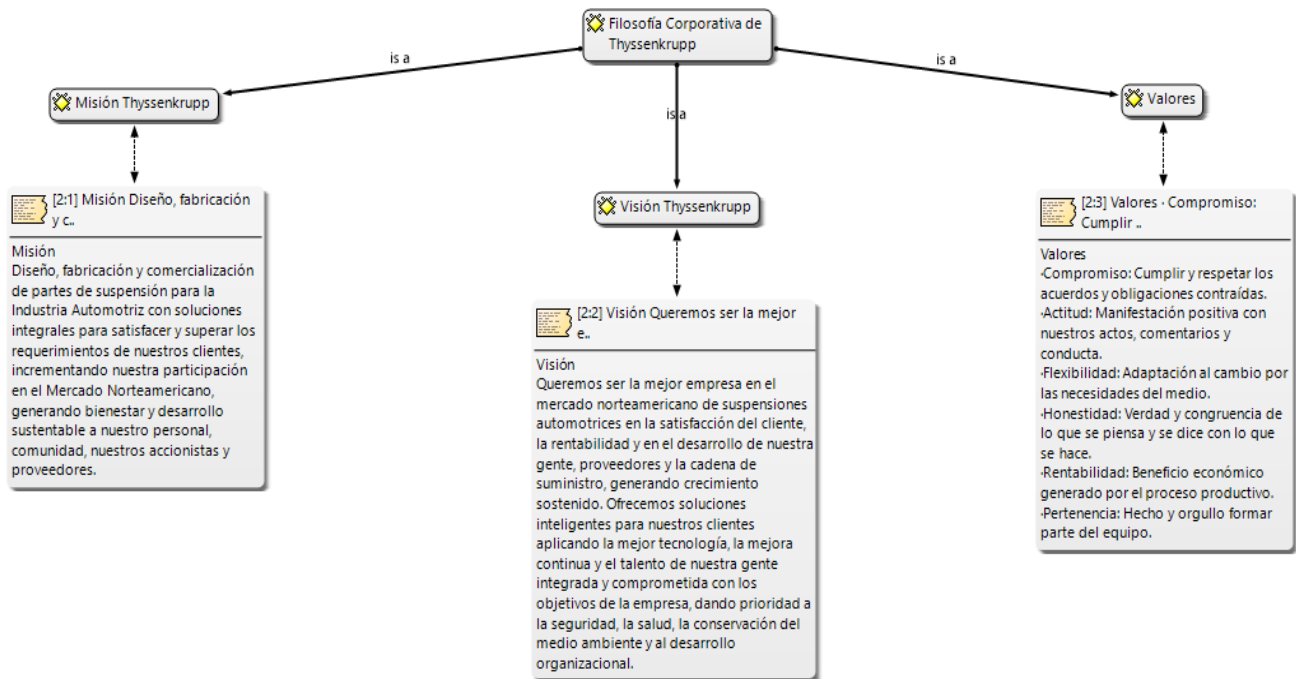 Filosofía Corporativa de
Thyssenkrupp
is a
is a
is a
Misión Thyssenkrupp
[2:1] Misión Diseño, fabricación
y c..
Misión
Diseño, fabricación y comercialización
de partes de suspensión para la
Industria Automotriz con soluciones
integrales para satisfacer y superar los
requerimientos de nuestros clientes,
incrementando nuestra participación
en el Mercado Norteamericano,
generando bienestar y desarrollo
sustentable a nuestro personal,
comunidad, nuestros accionistas y
proveedores.
Visión Thyssenkrupp
[2:2] Visión Queremos ser la mejor
e..
Visión
Queremos ser la mejor empresa en el
mercado norteamericano de suspensiones
automotrices en la satisfacción del cliente,
la rentabilidad y en el desarrollo de nuestra
gente, proveedores y la cadena de
suministro, generando crecimiento
sostenido. Ofrecemos soluciones
inteligentes para nuestros clientes
aplicando la mejor tecnología, la mejora
continua y el talento de nuestra gente
integrada y comprometida con los
objetivos de la empresa, dando prioridad a
la seguridad, la salud, la conservación del
medio ambiente y al desarrollo
organizacional.
Valores
[2:3] Valores · Compromiso:
Cumplir ..
Valores
·Compromiso: Cumplir y respetar los
acuerdos y obligaciones contraídas.
·Actitud: Manifestación positiva con
nuestros actos, comentarios y
conducta.
·Flexibilidad: Adaptación al cambio por
las necesidades del medio.
·Honestidad: Verdad y congruencia de
lo que se piensa y se dice con lo que
se hace.
·Rentabilidad: Beneficio económico
generado por el proceso productivo.
·Pertenencia: Hecho y orgullo formar
parte del equipo.